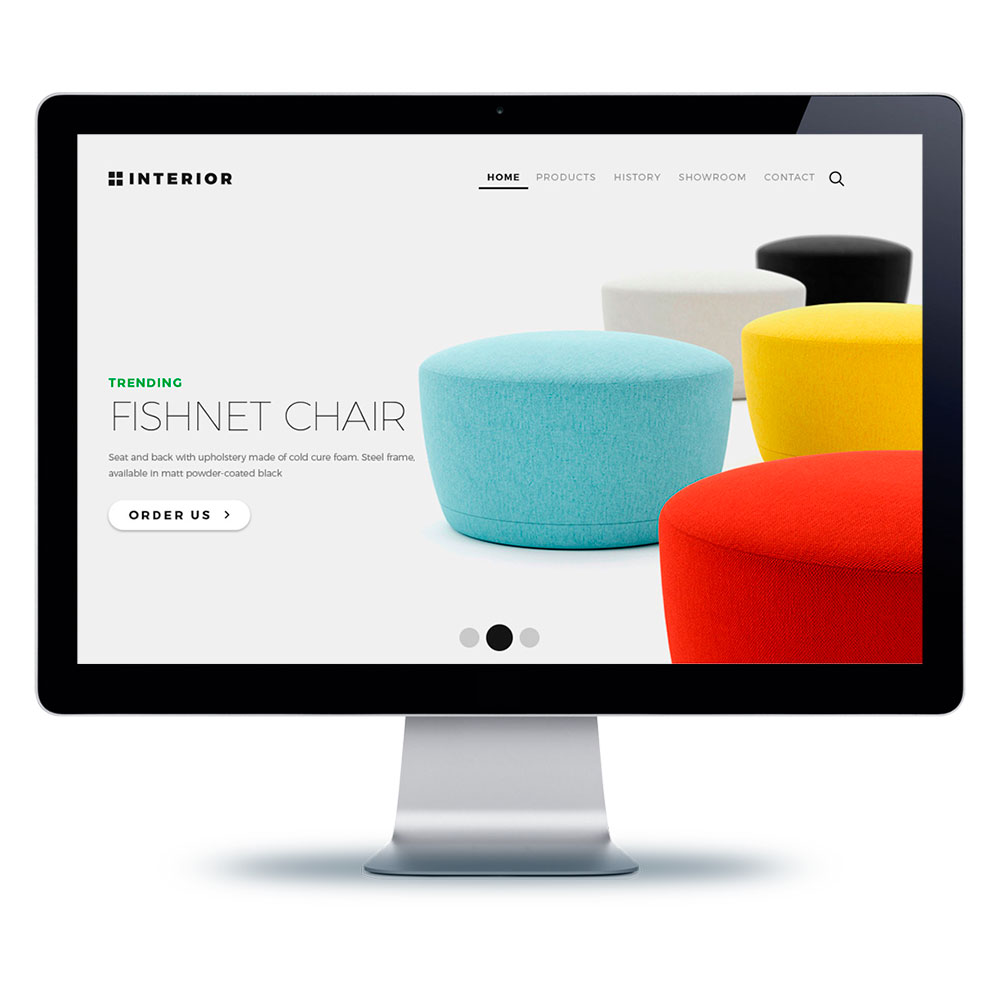 INTERIOR
HOME PRODUCTS HISTORY SHOWROOM CONTACT
TRENDING
FISHNET CHAIR
Seat and back with upholstery made of cold cure foam. Steel frame,
available in matt powder-coated black
ORDER US